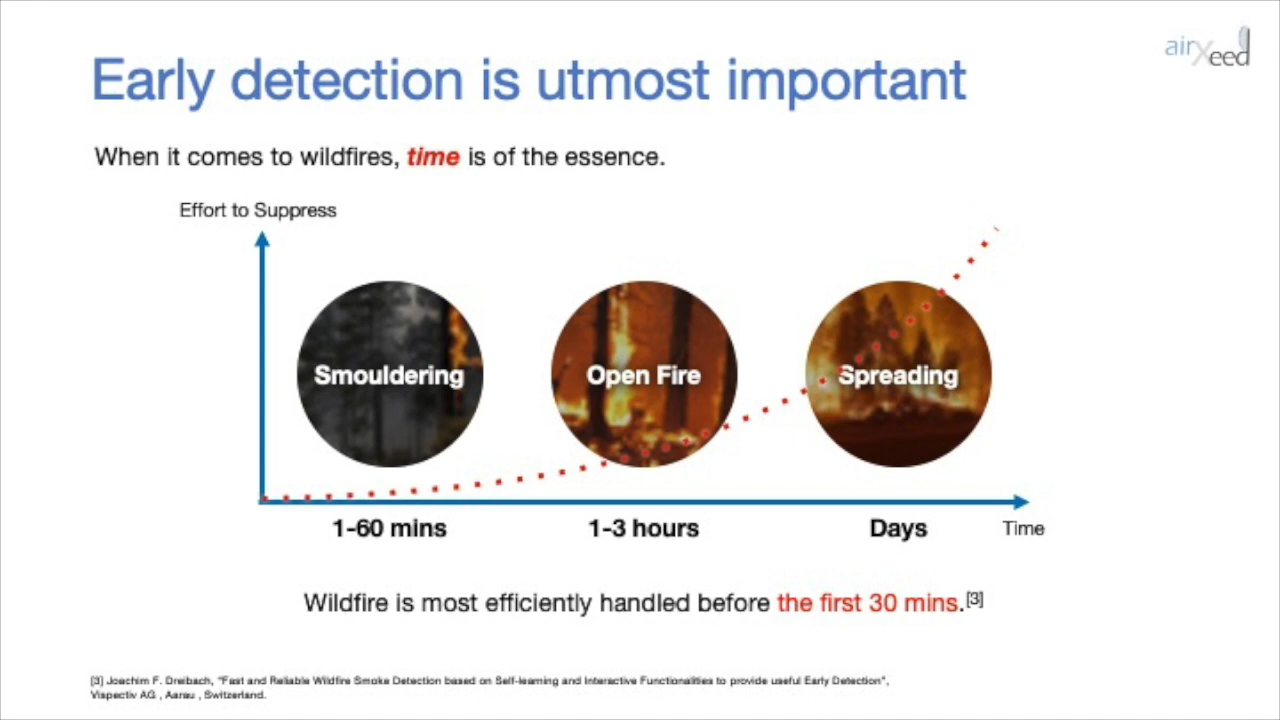 airXeed
Early detection is utmost important
When it comes to wildfires, time is of the essence.
Effort to Suppress
Smouldering
Open Fire
Spreading
1-60 mins
1-3 hours
Days
Time
Wildfire is most efficiently handled before the first 30 mins.[3]
[3] Joachim F. Dreibach, "Fast and Reliable Wildfire Smoke Detection based on Self-learning and Interactive Functionalities to provide useful Early Detection",
Vispectiv AG , Aarau , Switzerland.